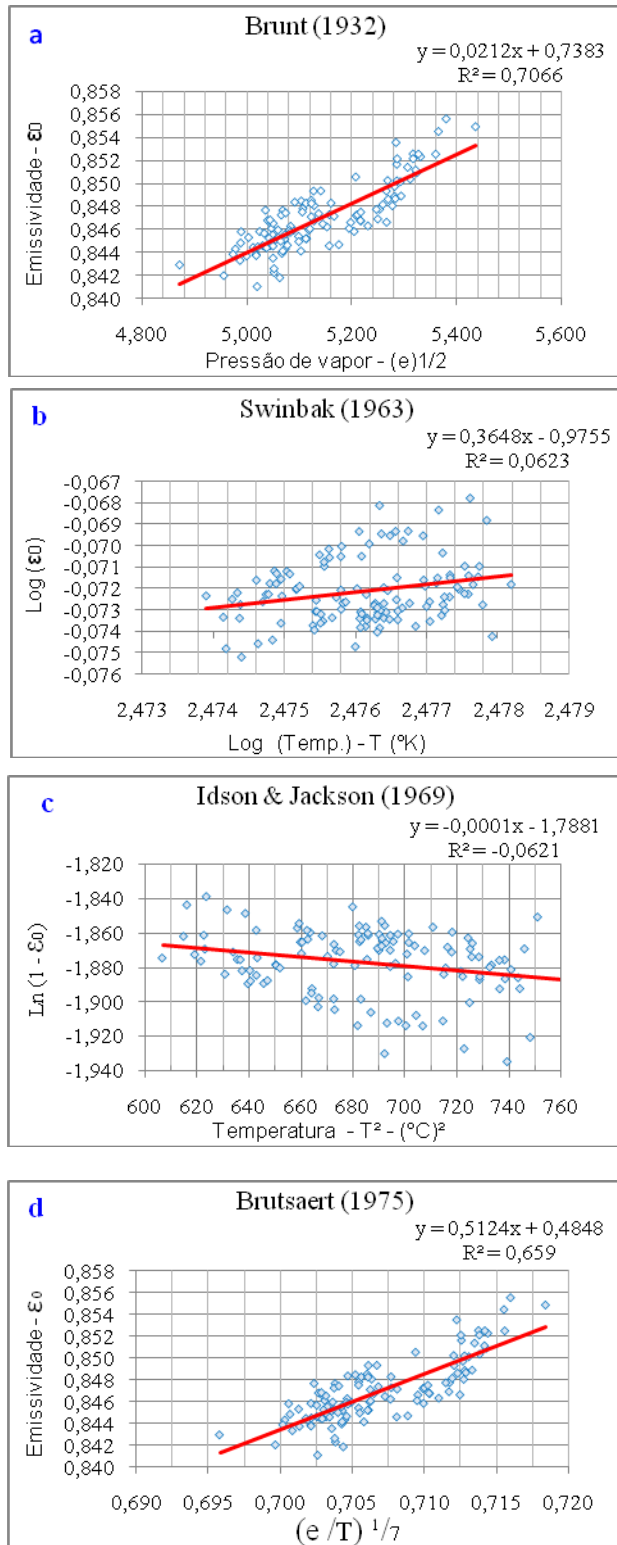 a
Brunt (1932)
y = 0,0212x + 0,7383
R² = 0,7066
Emissividade - ε0
0,858
0,856
0,854
0,852
0,850
0,848
0,846
0,844
0,842
0,840
4,800 5,000 5,200 5,400 5,600
Pressão de vapor - (e)1/2
b
Swinbak (1963)
y = 0,3648x - 0,9755
R² = 0,0623
Log (ε0)
-0,067
-0,068
-0,069
-0,070
-0,071
-0,072
-0,073
-0,074
-0,075
-0,076
2,473 2,474 2,475 2,476 2,477 2,478 2,479
Log (Temp.) - T (ºK)
c
Idson & Jackson (1969)
y = -0,0001x - 1,7881
R² = -0,0621
Ln (1 - ε0)
-1,820
-1,840
-1,860
-1,880
-1,900
-1,920
-1,940
600 620 640 660 680 700 720 740 760
Temperatura - T² - (ºC)²
d
Brutsaert (1975)
y = 0,5124x + 0,4848
R² = 0,659
Emissividade - ε0
0,858
0,856
0,854
0,852
0,850
0,848
0,846
0,844
0,842
0,840
0,690 0,695 0,700 0,705 0,710 0,715 0,720
(e /T) 1/7